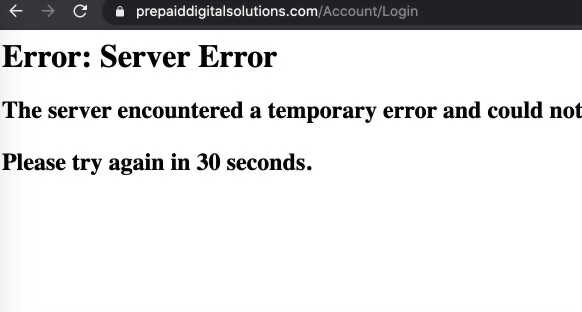 prepaiddigitalsolutions.com/Account/Login
Error: Server Error
The server encountered a temporary error and could not
Please try again in 30 seconds.